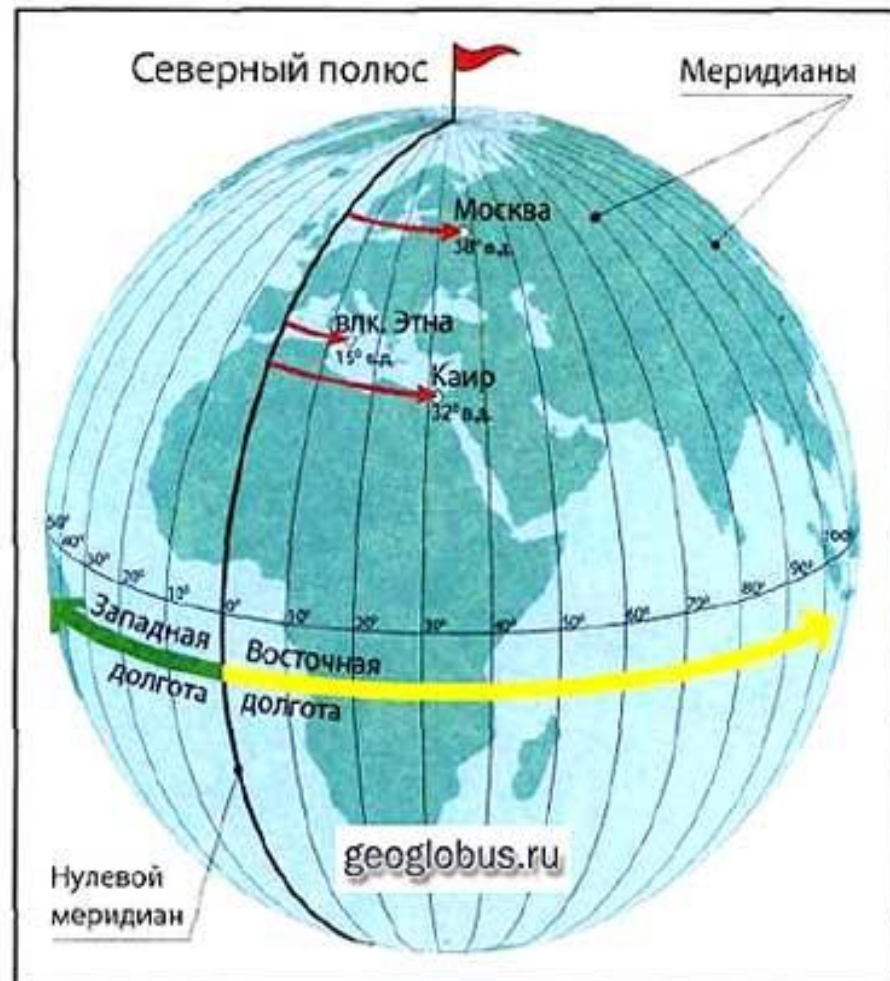 Северный полюс
Меридианы
Москва
38° в.д.
влк. Этна
15° в.д.
Каир
32° в.д.
50°
40°
30°
20°
10°
0°
10°
20°
30°
40°
50°
60°
70°
80°
90°
100°
Западная
долгота
Восточная
долгота
geoglobus.ru
Нулевой
меридиан